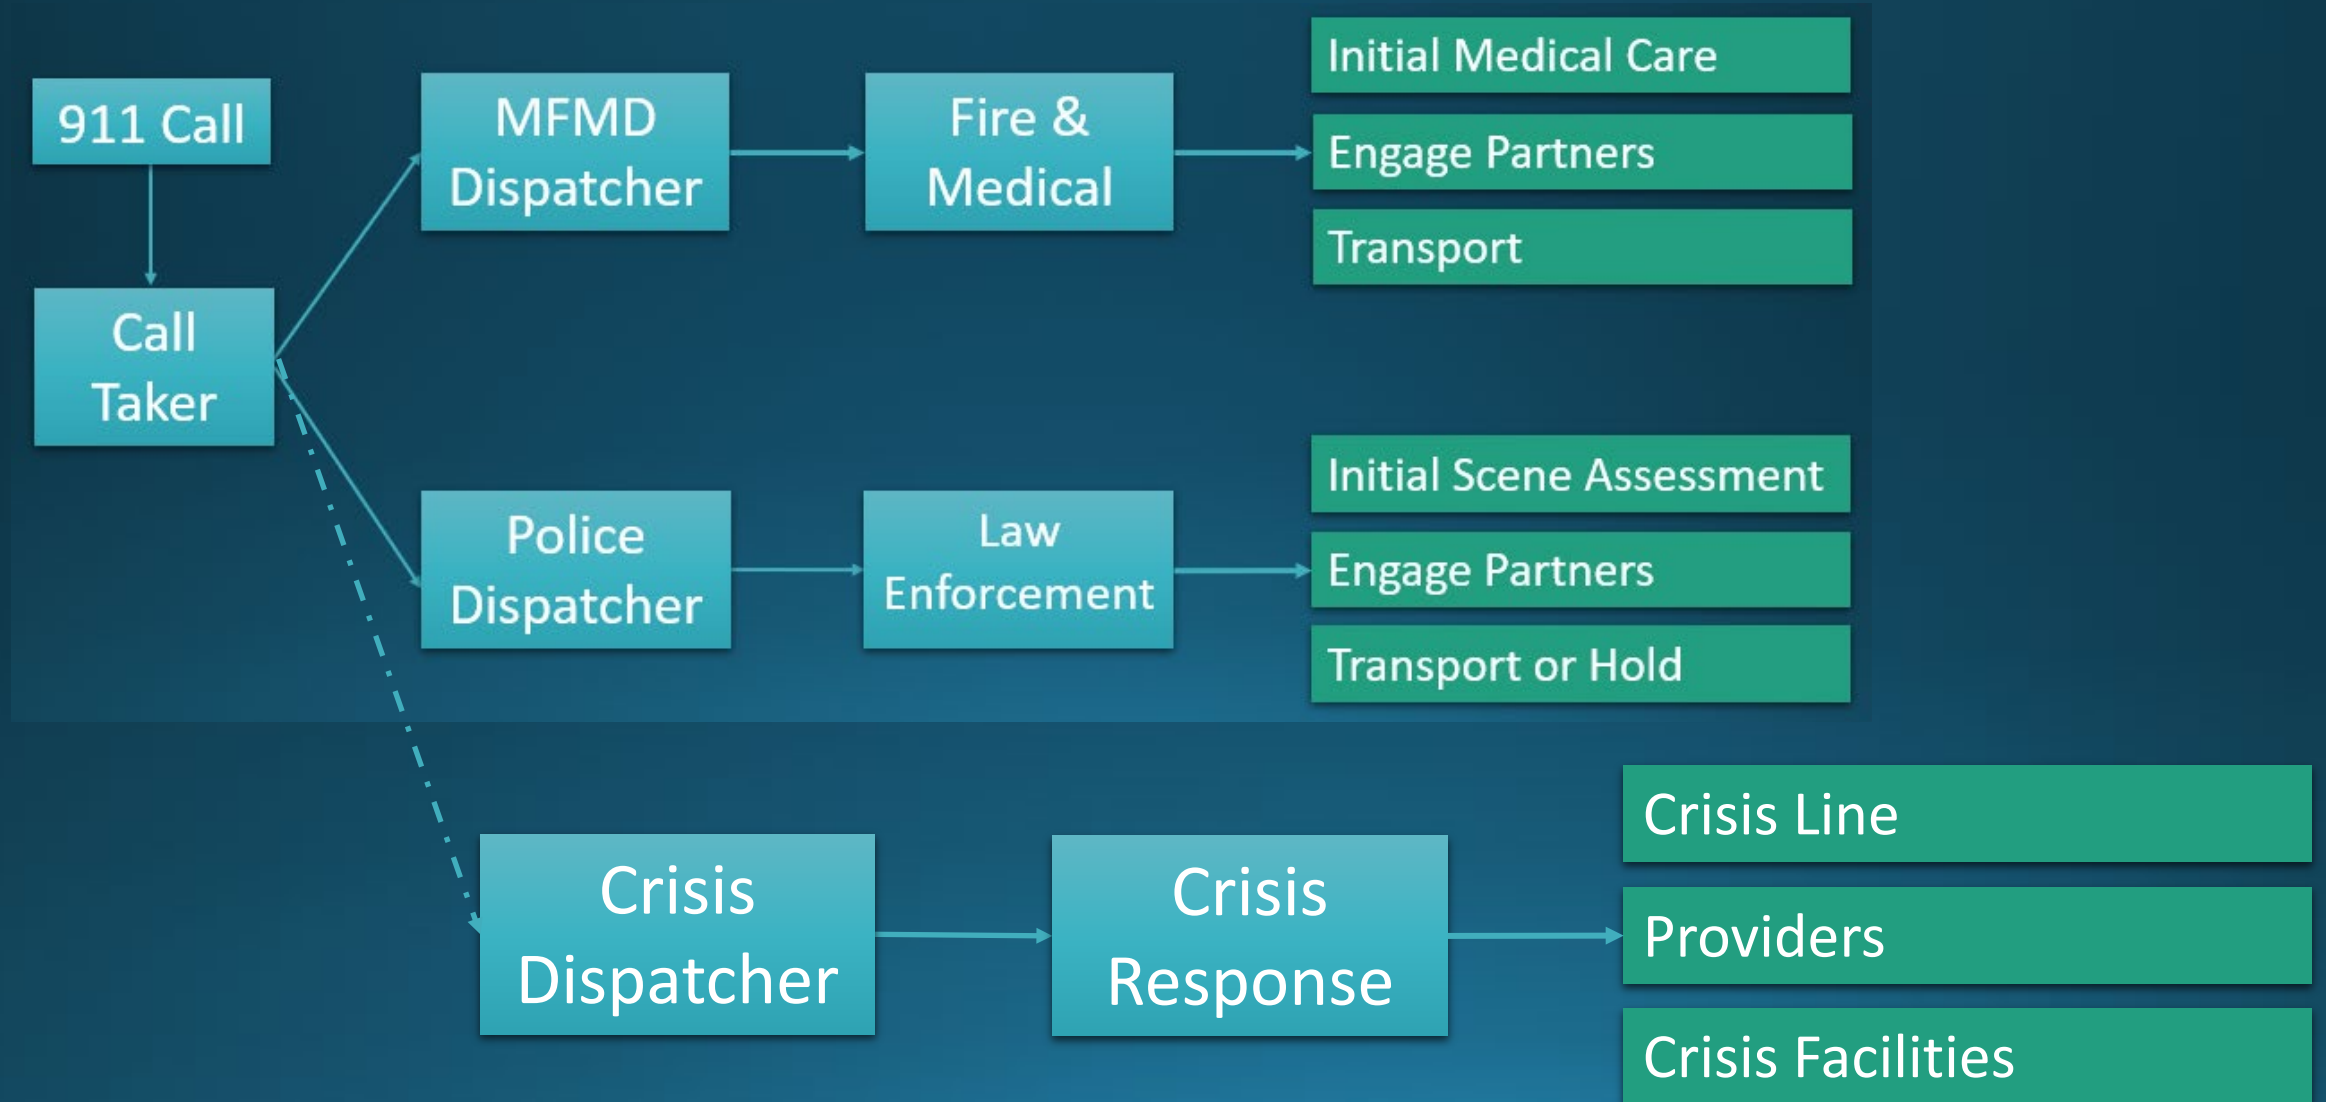 911 Call
Call
Taker
MFMD
Dispatcher
Fire &
Medical
Initial Medical Care
Engage Partners
Transport
Police
Dispatcher
Law
Enforcement
Initial Scene Assessment
Engage Partners
Transport or Hold
Crisis
Dispatcher
Crisis
Response
Crisis Line
Providers
Crisis Facilities